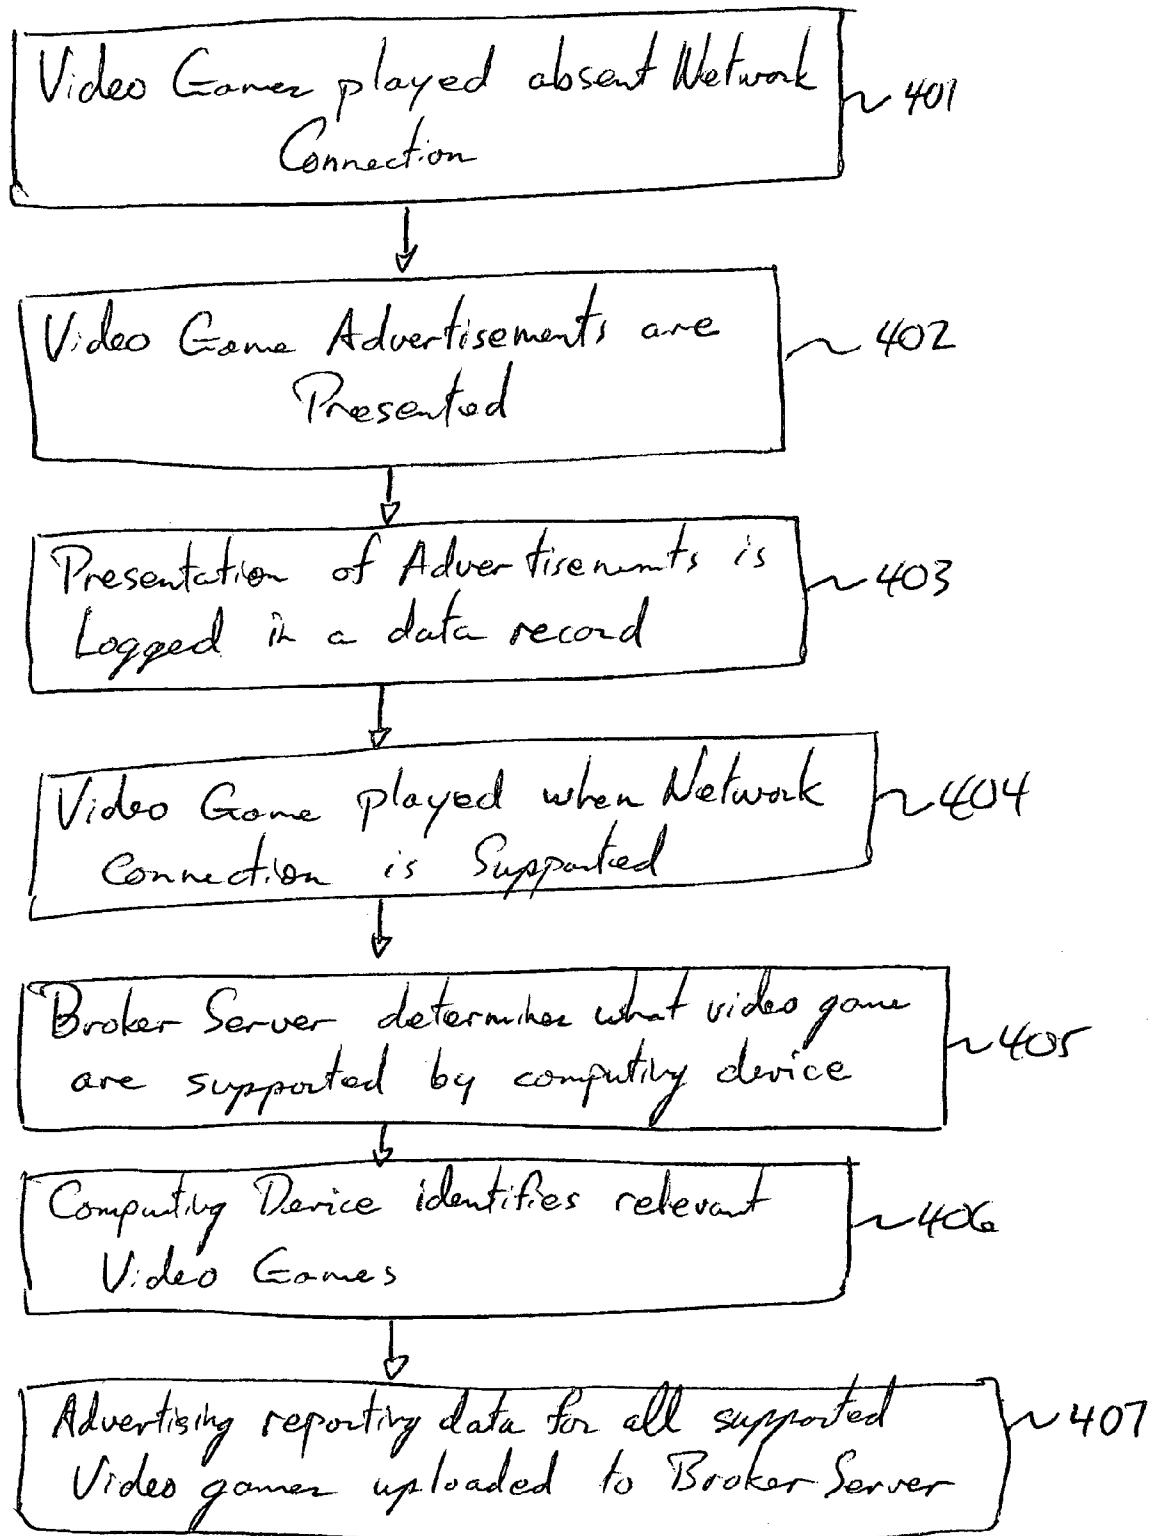 Video Games played absent Network
Connection
401
Video Game Advertisements are
Presented
402
Presentation of Advertisements is
Logged in a data record
403
Video Game played when Network
Connection is Supported
404
Broker Server determines what video game
are supported by computing device
405
Computing Device identifies relevant
Video Games
406
Advertising reporting data for all supported
Video games uploaded to Broker Server
407